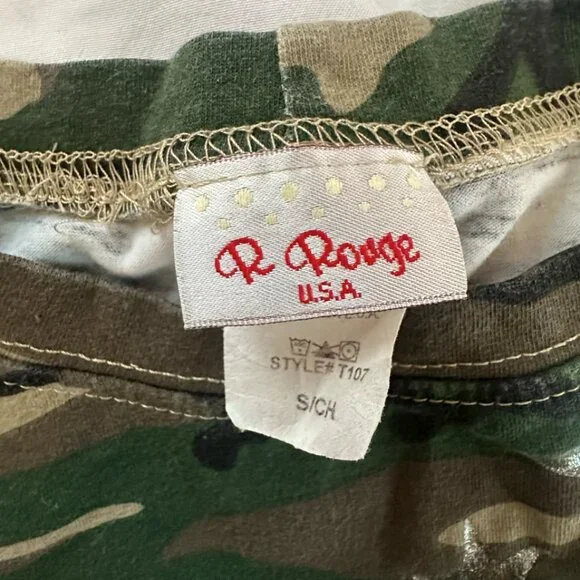 R Rouge
U.S.A.
STYLE# T107
S/CH